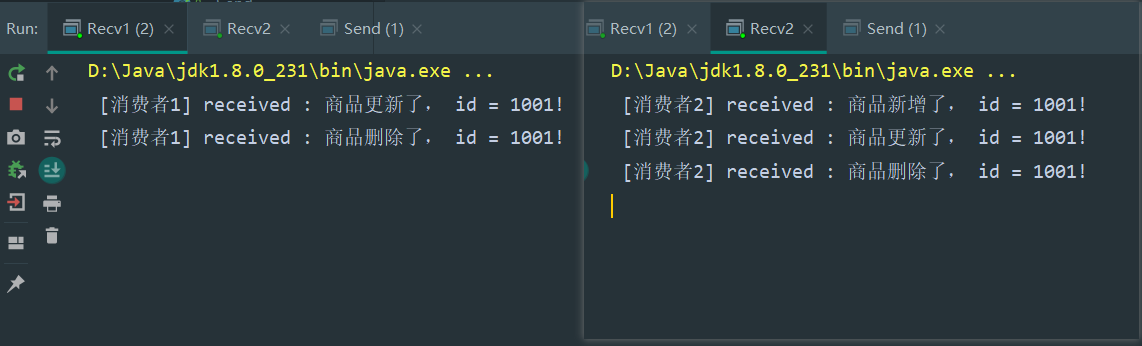 Run: Recv1 (2) × Recv2 × Send (1) ×
D:\Java\jdk1.8.0_231\bin\java.exe ...
[消费者1] received : 商品更新了， id = 1001!
[消费者1] received : 商品删除了， id = 1001!
Recv1 (2) × Recv2 × Send (1) ×
D:\Java\jdk1.8.0_231\bin\java.exe ...
[消费者2] received : 商品新增了， id = 1001!
[消费者2] received : 商品更新了， id = 1001!
[消费者2] received : 商品删除了， id = 1001!